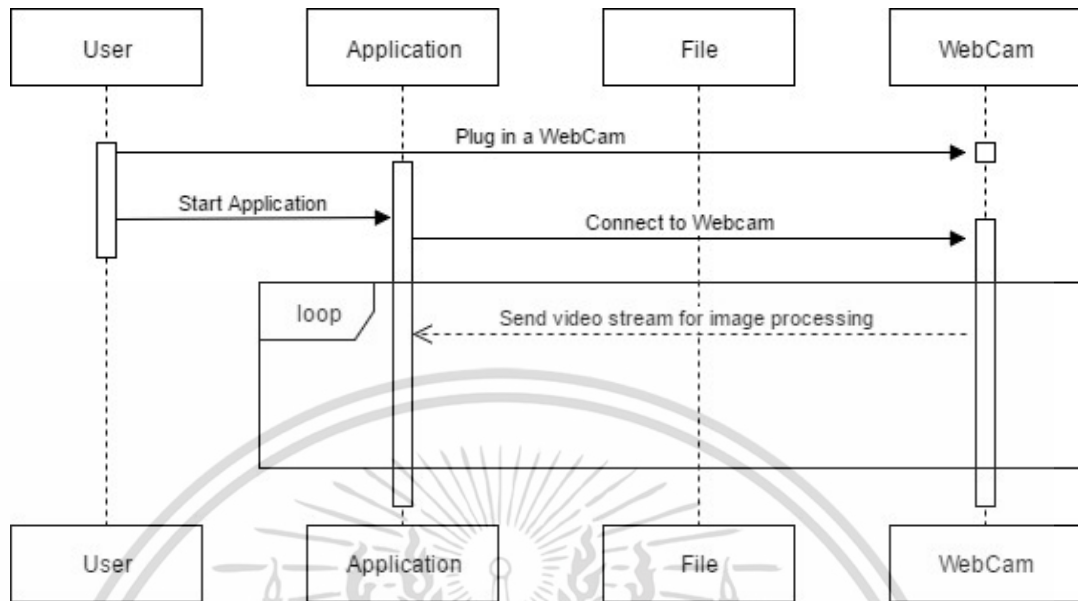 User
Application
File
WebCam
Plug in a WebCam
Start Application
Connect to Webcam
loop
Send video stream for image processing
User
Application
File
WebCam